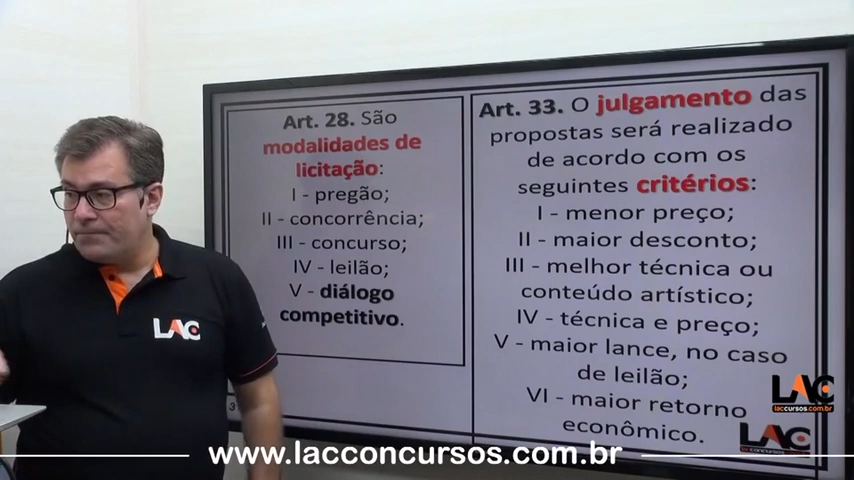 Art. 28. São
modalidades de
licitação:
I - pregão;
II - concorrência;
III - concurso;
IV - leilão;
V - diálogo
competitivo.
Art. 33. O julgamento das
propostas será realizado
de acordo com os
seguintes critérios:
I - menor preço;
II - maior desconto;
III - melhor técnica ou
conteúdo artístico;
IV - técnica e preço;
V - maior lance, no caso
de leilão;
VI - maior retorno
econômico.
3
LAC
LAC
laccursos.com.br
LAC
www.lacconcursos.com.br